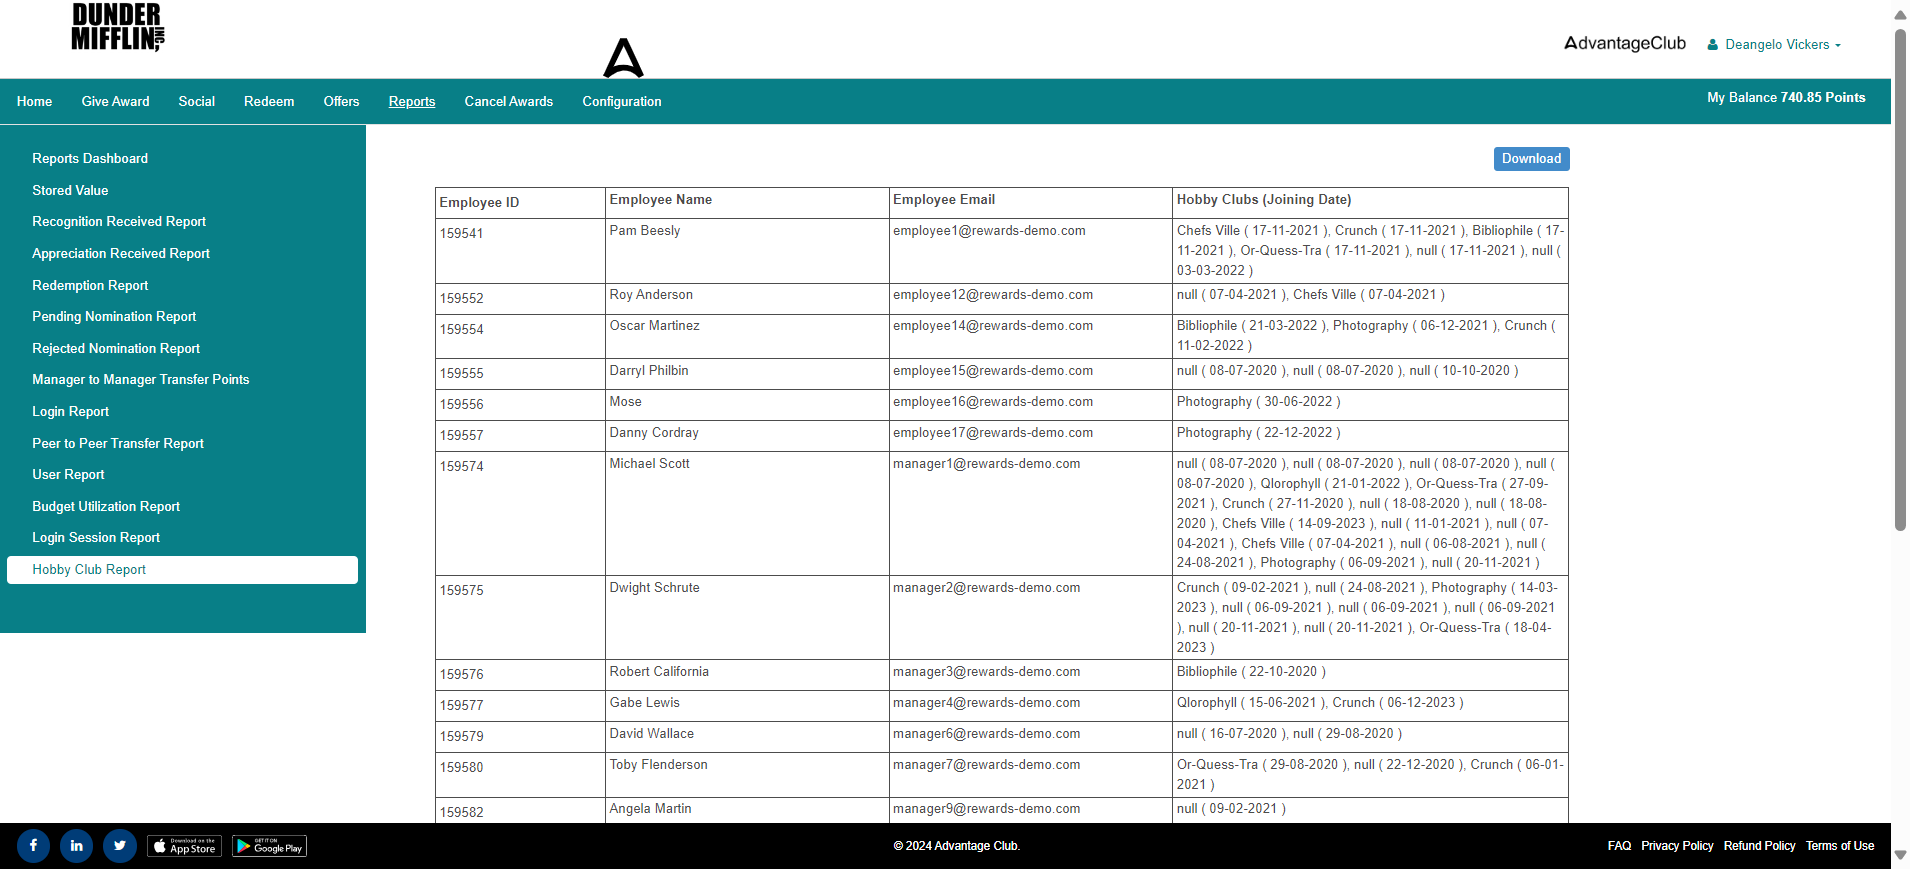 DUNDER
MIFFLIN INC,
AdvantageClub
Deangelo Vickers
Home Give Award Social Redeem Offers Reports Cancel Awards Configuration
My Balance 740.85 Points
Reports Dashboard
Stored Value
Recognition Received Report
Appreciation Received Report
Redemption Report
Pending Nomination Report
Rejected Nomination Report
Manager to Manager Transfer Points
Login Report
Peer to Peer Transfer Report
User Report
Budget Utilization Report
Login Session Report
Hobby Club Report
Download
Employee ID Employee Name Employee Email Hobby Clubs (Joining Date)
159541 Pam Beesly employee1@rewards-demo.com Chefs Ville ( 17-11-2021 ), Crunch ( 17-11-2021 ), Bibliophile ( 17-
11-2021 ), Or-Quess-Tra ( 17-11-2021 ), null ( 17-11-2021 ), null (
03-03-2022 )
159552 Roy Anderson employee12@rewards-demo.com null ( 07-04-2021 ), Chefs Ville ( 07-04-2021 )
159554 Oscar Martinez employee14@rewards-demo.com Bibliophile ( 21-03-2022 ), Photography ( 06-12-2021 ), Crunch (
11-02-2022 )
159555 Darryl Philbin employee15@rewards-demo.com null ( 08-07-2020 ), null ( 08-07-2020 ), null ( 10-10-2020 )
159556 Mose employee16@rewards-demo.com Photography ( 30-06-2022 )
159557 Danny Cordray employee17@rewards-demo.com Photography ( 22-12-2022 )
159574 Michael Scott manager1@rewards-demo.com null ( 08-07-2020 ), null ( 08-07-2020 ), null ( 08-07-2020 ), null (
08-07-2020 ), Qlorophyll ( 21-01-2022 ), Or-Quess-Tra ( 27-09-
2021 ), Crunch ( 27-11-2020 ), null ( 18-08-2020 ), null ( 18-08-
2020 ), Chefs Ville ( 14-09-2023 ), null ( 11-01-2021 ), null ( 07-
04-2021 ), Chefs Ville ( 07-04-2021 ), null ( 06-08-2021 ), null (
24-08-2021 ), Photography ( 06-09-2021 ), null ( 20-11-2021 )
159575 Dwight Schrute manager2@rewards-demo.com Crunch ( 09-02-2021 ), null ( 24-08-2021 ), Photography ( 14-03-
2023 ), null ( 06-09-2021 ), null ( 06-09-2021 ), null ( 06-09-2021
), null ( 20-11-2021 ), null ( 20-11-2021 ), Or-Quess-Tra ( 18-04-
2023 )
159576 Robert California manager3@rewards-demo.com Bibliophile ( 22-10-2020 )
159577 Gabe Lewis manager4@rewards-demo.com Qlorophyll ( 15-06-2021 ), Crunch ( 06-12-2023 )
159579 David Wallace manager6@rewards-demo.com null ( 16-07-2020 ), null ( 29-08-2020 )
159580 Toby Flenderson manager7@rewards-demo.com Or-Quess-Tra ( 29-08-2020 ), null ( 22-12-2020 ), Crunch ( 06-01-
2021 )
159582 Angela Martin manager9@rewards-demo.com null ( 09-02-2021 )
Download on the
App Store
GET IT ON
Google Play
© 2024 Advantage Club.
FAQ Privacy Policy Refund Policy Terms of Use